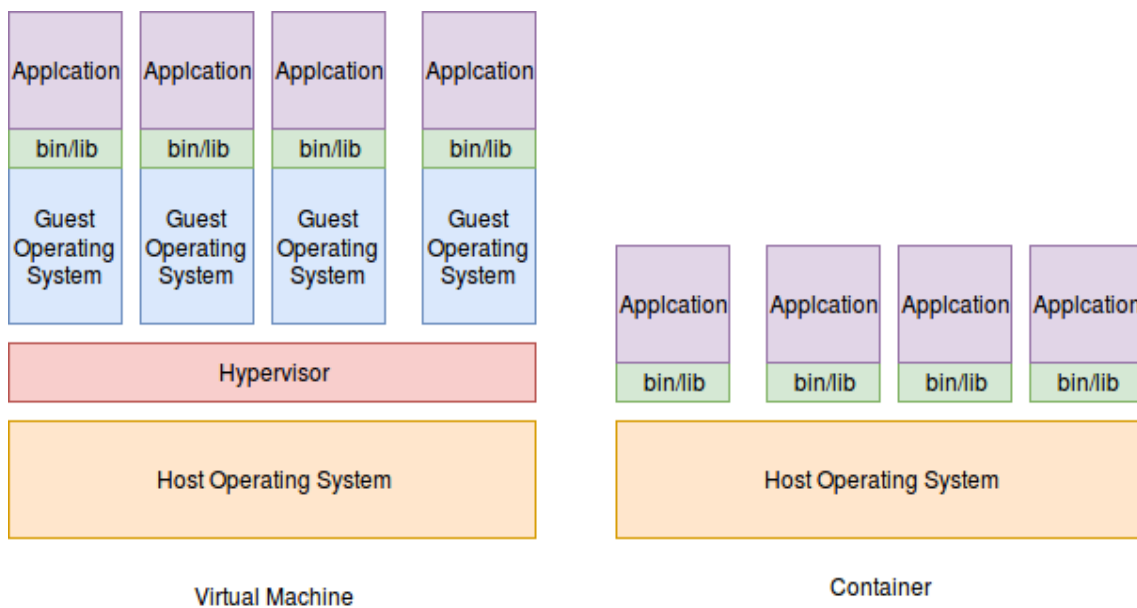 Applcation
Applcation
Applcation
Applcation
bin/lib
bin/lib
bin/lib
bin/lib
Guest
Operating
System
Guest
Operating
System
Guest
Operating
System
Guest
Operating
System
Hypervisor
Host Operating System
Virtual Machine
Applcation
Applcation
Applcation
Applcation
bin/lib
bin/lib
bin/lib
bin/lib
Host Operating System
Container